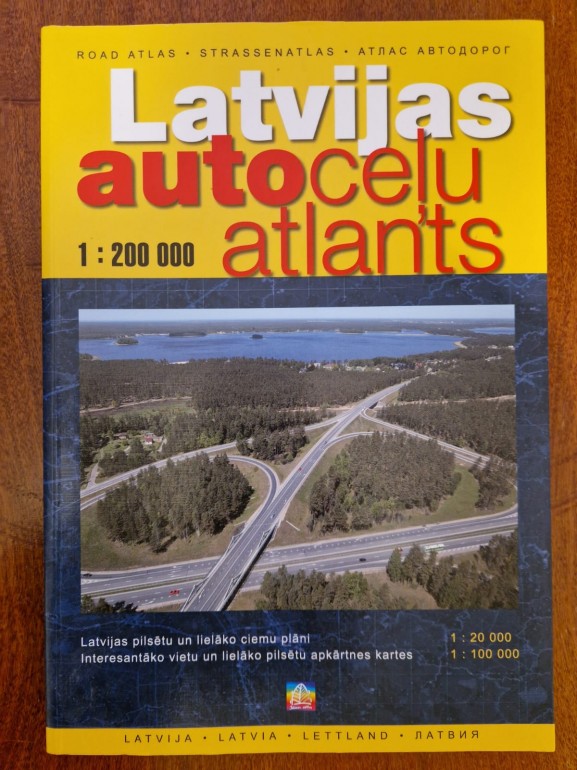 ROAD ATLAS • STRASSENATLAS • АТЛАС АВТОДОРОГ
Latvijas
autoceļu
1 : 200 000 atlants
Latvijas pilsētu un lielāko ciemu plāni 1 : 20 000
Interesantāko vietu un lielāko pilsētu apkārtnes kartes 1 : 100 000
LATVIJA • LATVIA • LETTLAND • ЛАТВИЯ